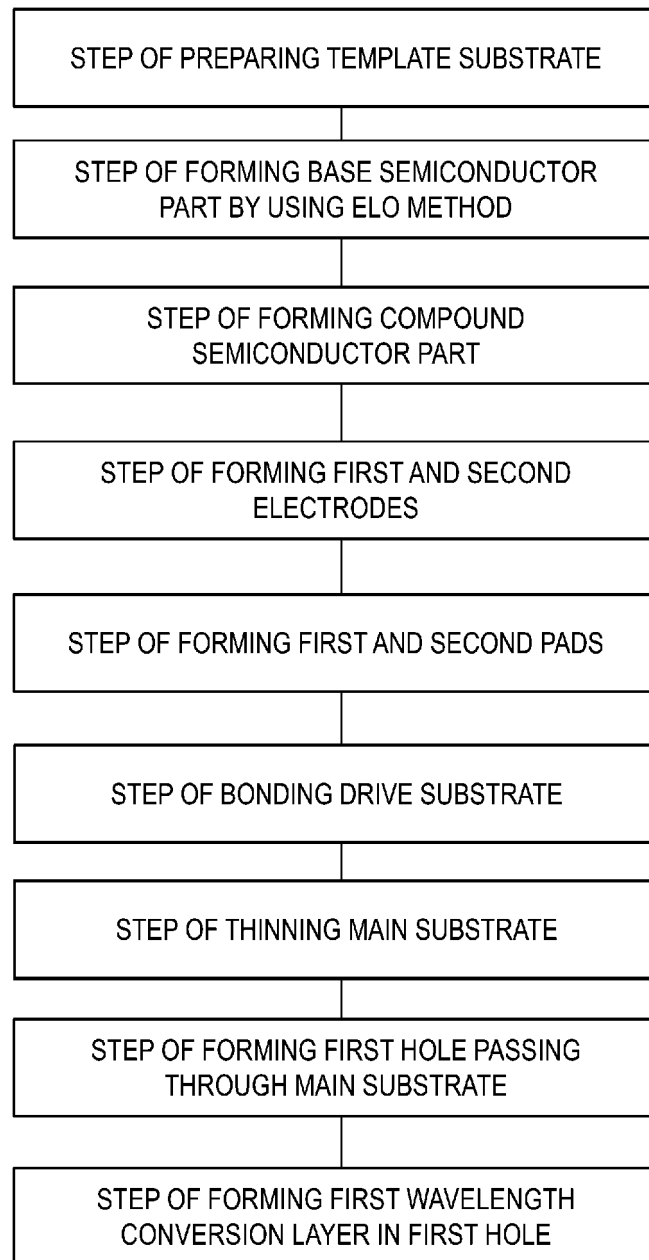 STEP OF PREPARING TEMPLATE SUBSTRATE
STEP OF FORMING BASE SEMICONDUCTOR
PART BY USING ELO METHOD
STEP OF FORMING COMPOUND
SEMICONDUCTOR PART
STEP OF FORMING FIRST AND SECOND
ELECTRODES
STEP OF FORMING FIRST AND SECOND PADS
STEP OF BONDING DRIVE SUBSTRATE
STEP OF THINNING MAIN SUBSTRATE
STEP OF FORMING FIRST HOLE PASSING
THROUGH MAIN SUBSTRATE
STEP OF FORMING FIRST WAVELENGTH
CONVERSION LAYER IN FIRST HOLE